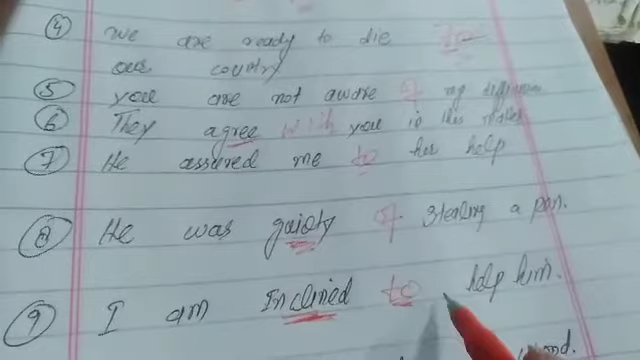 4 We are ready to die for
our country
5 you are not aware of my
6 They agree with you in this matter
7 He assured me to his help
8 He was guilty of stealing a pen.
9 I am Inclined to help him.